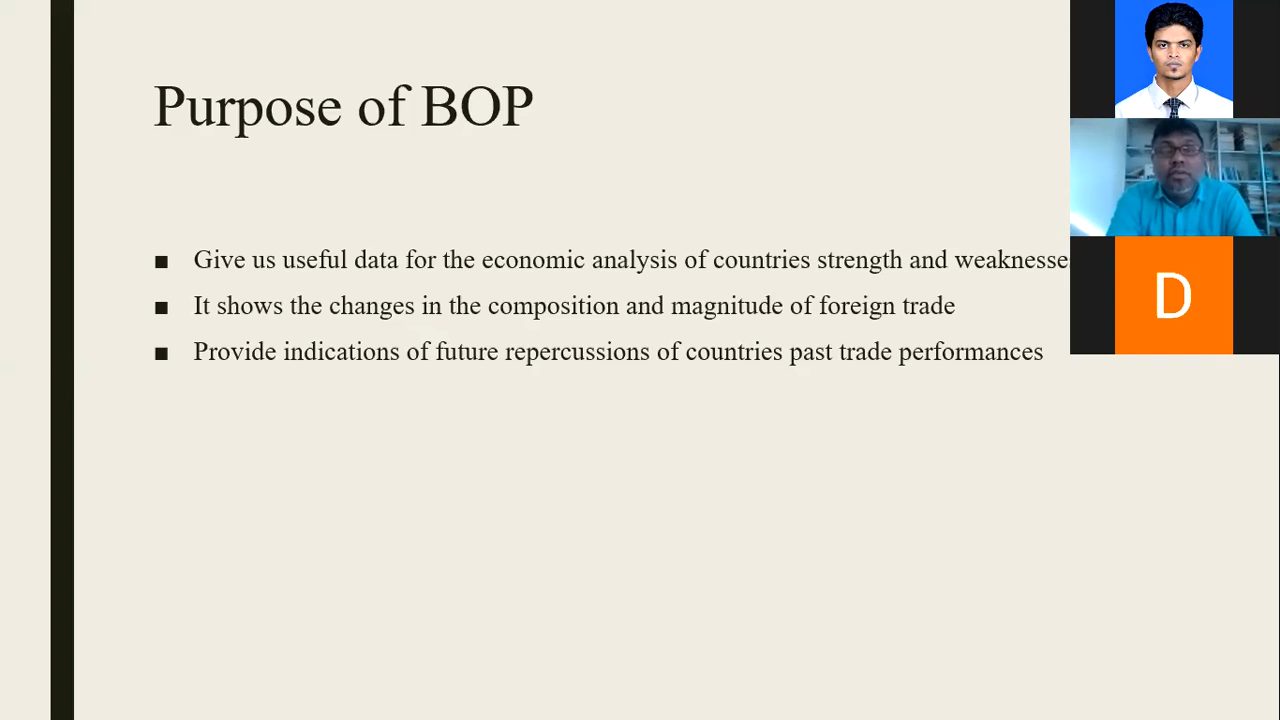 Purpose of BOP
■ Give us useful data for the economic analysis of countries strength and weaknesse
■ It shows the changes in the composition and magnitude of foreign trade
■ Provide indications of future repercussions of countries past trade performances
D